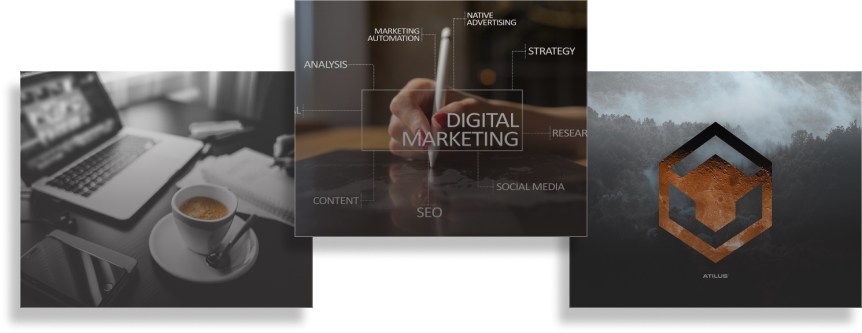 NATIVE
ADVERTISING
MARKETING
AUTOMATION
STRATEGY
ANALYSIS
DIGITAL
MARKETING
RESEAR
SOCIAL MEDIA
CONTENT
SEO
ATILUS